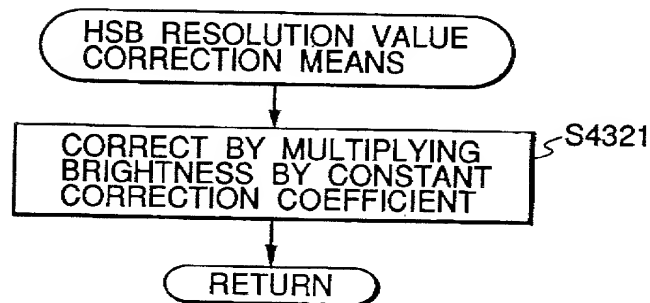 HSB RESOLUTION VALUE
CORRECTION MEANS
CORRECT BY MULTIPLYING
BRIGHTNESS BY CONSTANT
CORRECTION COEFFICIENT
S4321
RETURN